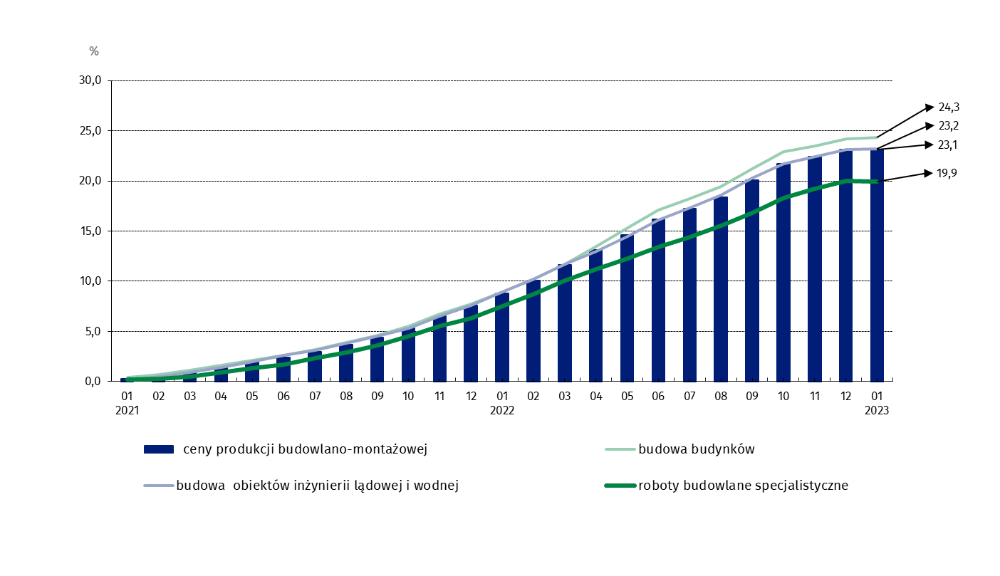 %
30,0
25,0
20,0
15,0
10,0
5,0
0,0
24,3
23,2
23,1
19,9
01 02 03 04 05 06 07 08 09 10 11 12 01 02 03 04 05 06 07 08 09 10 11 12 01
2021 2022 2023
ceny produkcji budowlano-montażowej
budowa budynków
budowa obiektów inżynierii lądowej i wodnej
roboty budowlane specjalistyczne